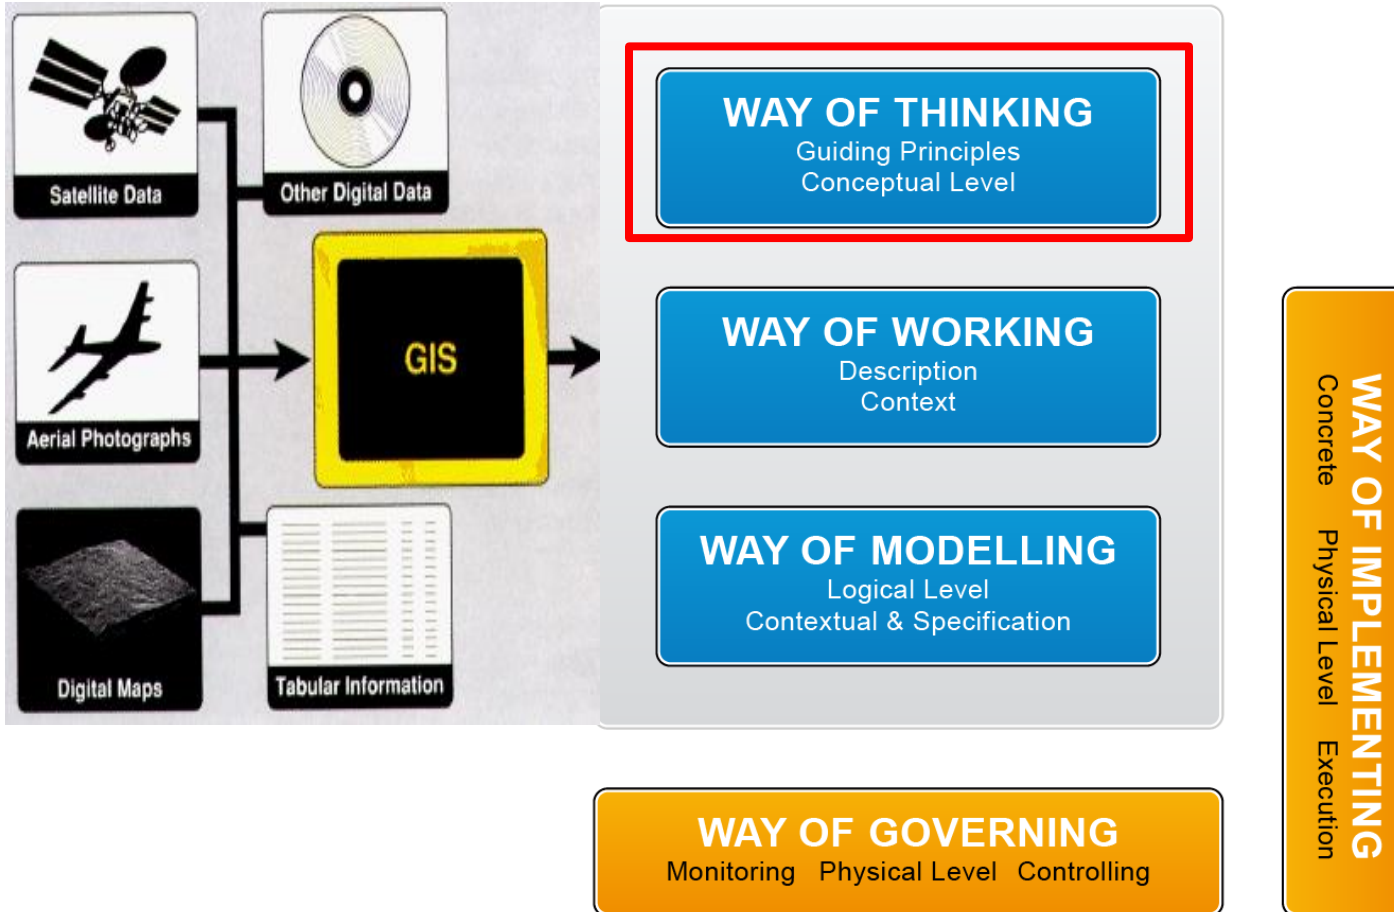 Satellite Data
Other Digital Data
Aerial Photographs
GIS
Digital Maps
Tabular Information
WAY OF THINKING
Guiding Principles
Conceptual Level
WAY OF WORKING
Description
Context
WAY OF MODELLING
Logical Level
Contextual & Specification
WAY OF GOVERNING
Monitoring Physical Level Controlling
WAY OF IMPLEMENTING
Concrete Physical Level Execution